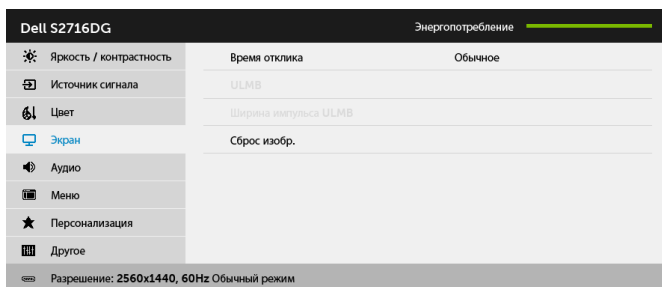 Dell S2716DG Энергопотребление
Яркость / контрастность Время отклика Обычное
Источник сигнала ULMB
Цвет Ширина импульса ULMB
Экран Сброс изобр.
Аудио
Меню
Персонализация
Другое
Разрешение: 2560x1440, 60Hz Обычный режим